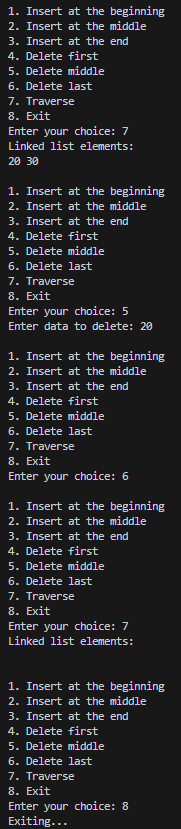 1. Insert at the beginning
2. Insert at the middle
3. Insert at the end
4. Delete first
5. Delete middle
6. Delete last
7. Traverse
8. Exit
Enter your choice: 7
Linked list elements:
20 30
1. Insert at the beginning
2. Insert at the middle
3. Insert at the end
4. Delete first
5. Delete middle
6. Delete last
7. Traverse
8. Exit
Enter your choice: 5
Enter data to delete: 20
1. Insert at the beginning
2. Insert at the middle
3. Insert at the end
4. Delete first
5. Delete middle
6. Delete last
7. Traverse
8. Exit
Enter your choice: 6
1. Insert at the beginning
2. Insert at the middle
3. Insert at the end
4. Delete first
5. Delete middle
6. Delete last
7. Traverse
8. Exit
Enter your choice: 7
Linked list elements:
1. Insert at the beginning
2. Insert at the middle
3. Insert at the end
4. Delete first
5. Delete middle
6. Delete last
7. Traverse
8. Exit
Enter your choice: 8
Exiting...